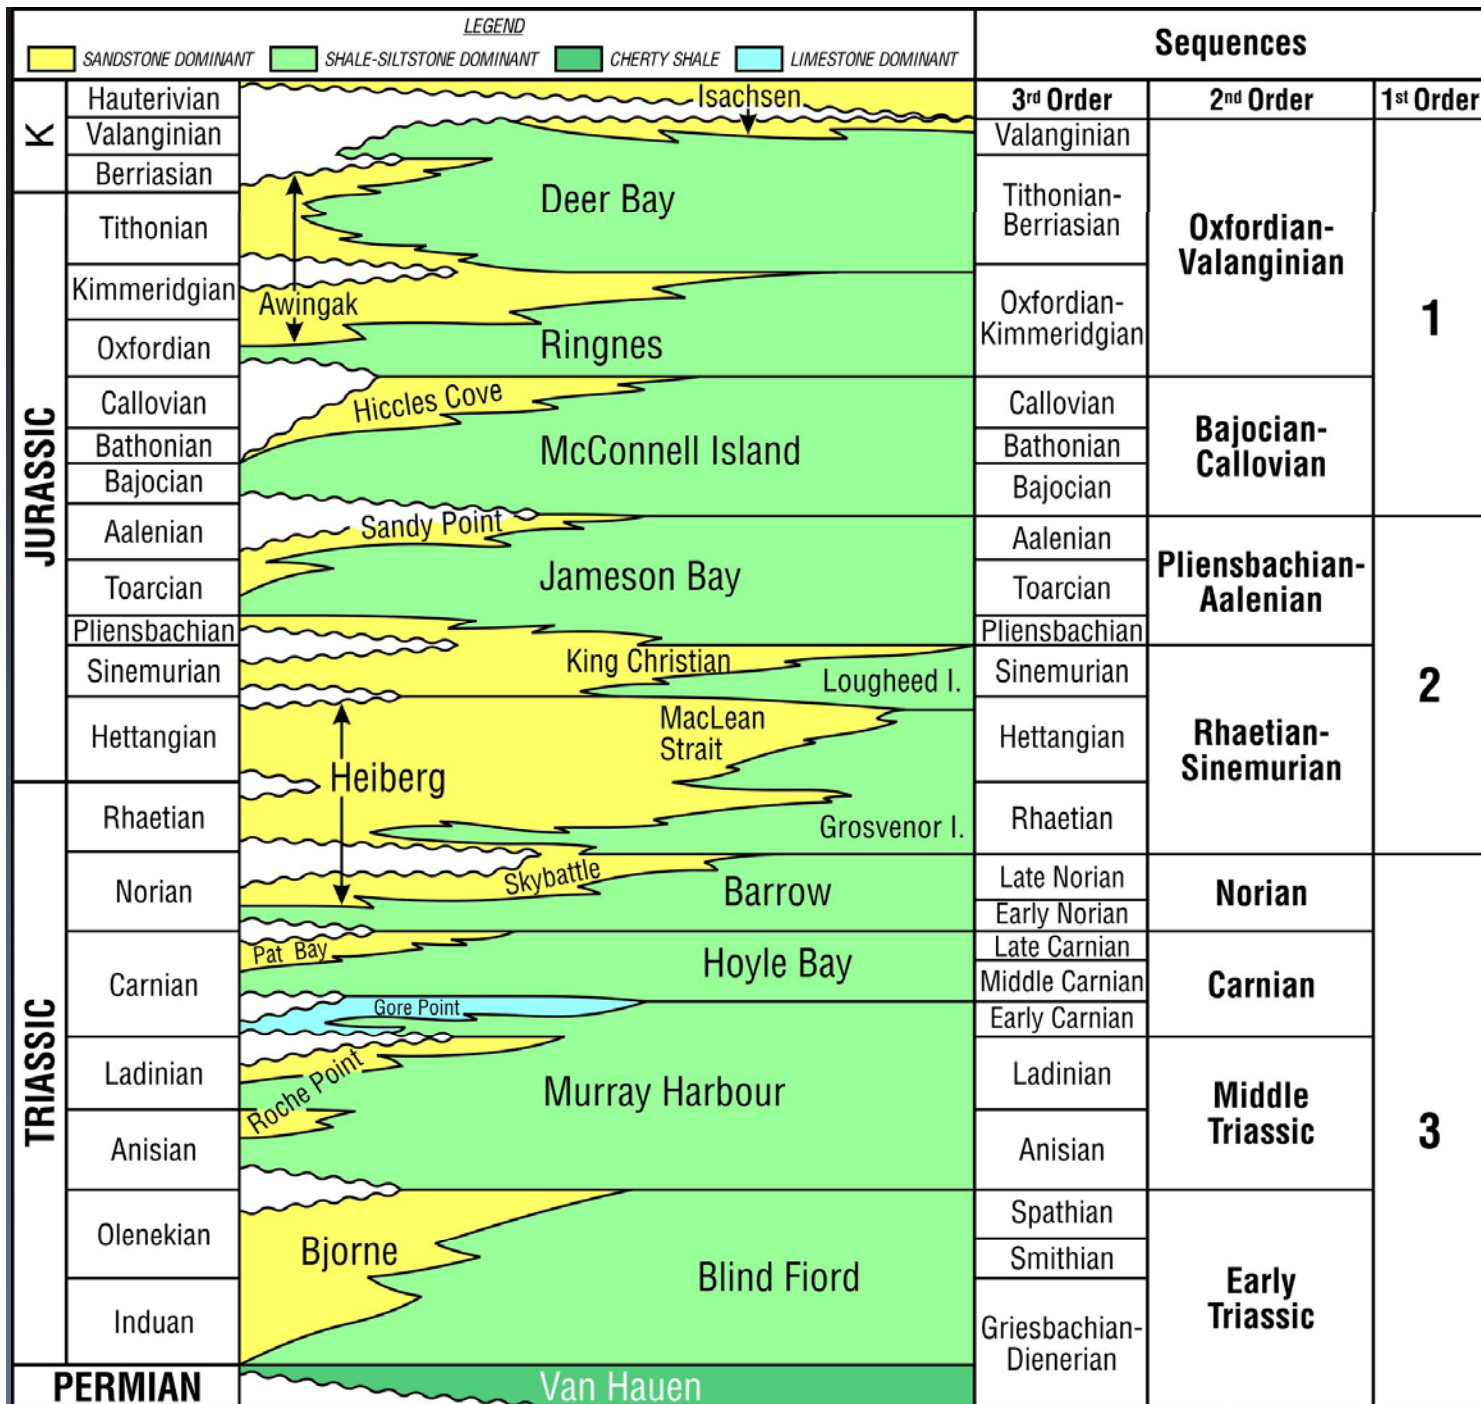 LEGEND
SANDSTONE DOMINANT
SHALE-SILTSTONE DOMINANT
CHERTY SHALE
LIMESTONE DOMINANT
Sequences
3rd Order
2nd Order
1st Order
K
JURASSIC
TRIASSIC
PERMIAN
Hauterivian
Valanginian
Berriasian
Tithonian
Kimmeridgian
Oxfordian
Callovian
Bathonian
Bajocian
Aalenian
Toarcian
Pliensbachian
Sinemurian
Hettangian
Rhaetian
Norian
Carnian
Ladinian
Anisian
Olenekian
Induan
Isachsen
Deer Bay
Awingak
Ringnes
Hiccles Cove
McConnell Island
Sandy Point
Jameson Bay
King Christian
Lougheed I.
MacLean
Strait
Heiberg
Grosvenor I.
Skybattle
Barrow
Pat Bay
Hoyle Bay
Gore Point
Roche Point
Murray Harbour
Bjorne
Blind Fiord
Van Hauen
Valanginian
Tithonian-
Berriasian
Oxfordian-
Kimmeridgian
Callovian
Bathonian
Bajocian
Aalenian
Toarcian
Pliensbachian
Sinemurian
Hettangian
Rhaetian
Late Norian
Early Norian
Late Carnian
Middle Carnian
Early Carnian
Ladinian
Anisian
Spathian
Smithian
Griesbachian-
Dienerian
Oxfordian-
Valanginian
Bajocian-
Callovian
Pliensbachian-
Aalenian
Rhaetian-
Sinemurian
Norian
Carnian
Middle
Triassic
Early
Triassic
1
2
3